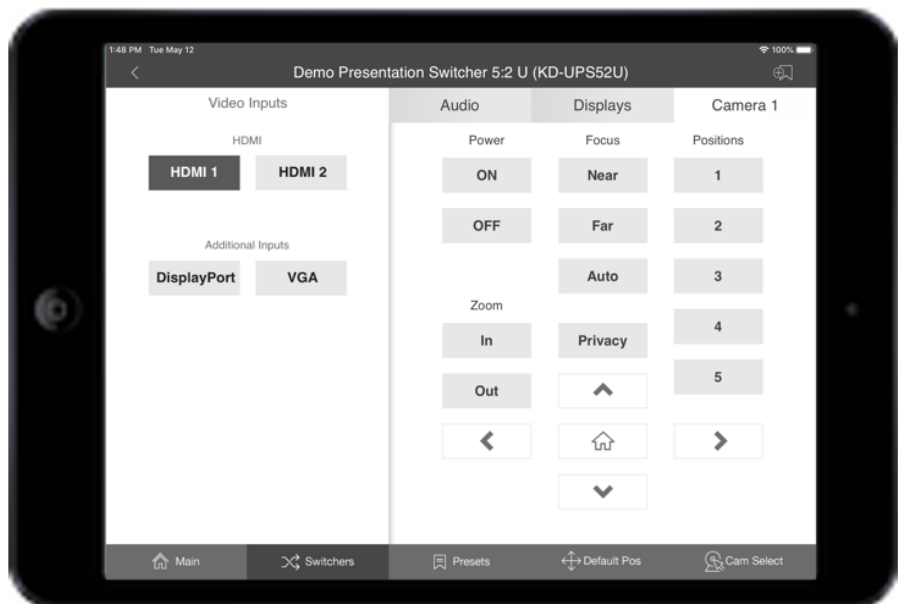 1:48 PM Tue May 12
100%
Demo Presentation Switcher 5:2 U (KD-UPS52U)
Video Inputs
HDMI
HDMI 1 HDMI 2
Additional Inputs
DisplayPort VGA
Audio Displays Camera 1
Power Focus Positions
ON Near 1
OFF Far 2
Auto 3
Zoom
4
In Privacy
5
Out
Main Switchers Presets Default Pos Cam Select